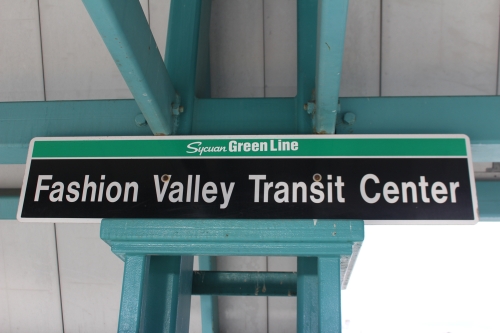 Sycuan Green Line
Fashion Valley Transit Center